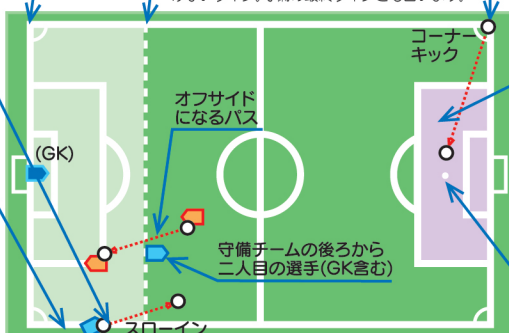 コーナー
キック
オフサイド
になるパス
(GK)
守備チームの後ろから
二人目の選手(GK含む)
スローイン